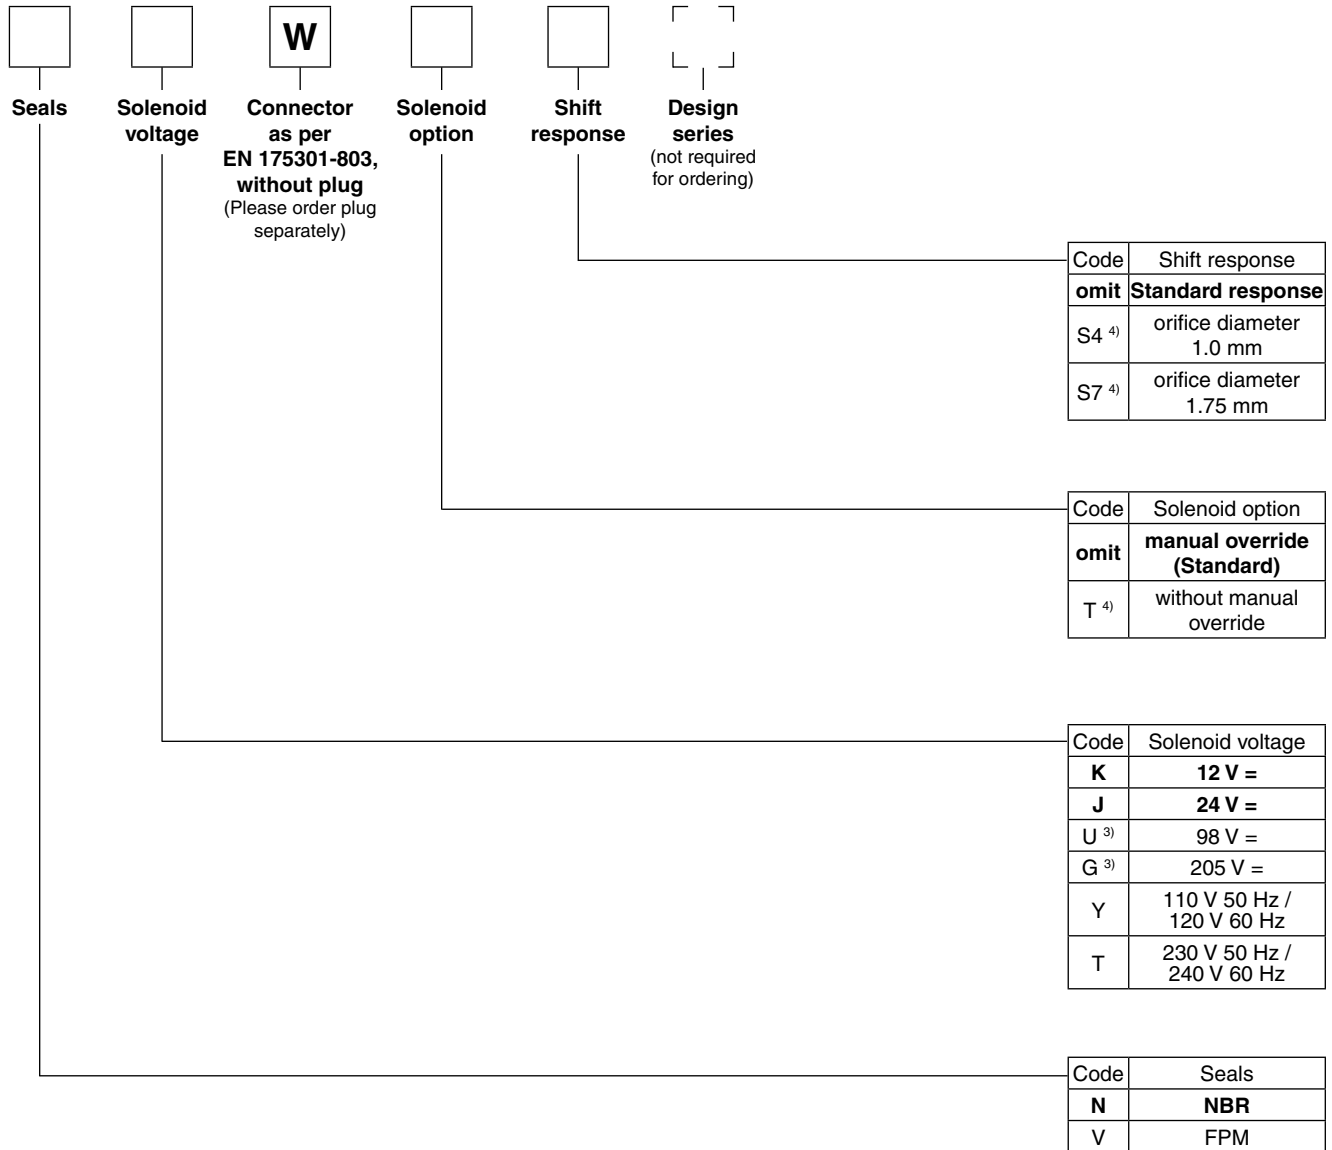 W
Seals
Solenoid
voltage
Connector
as per
EN 175301-803,
without plug
(Please order plug
separately)
Solenoid
option
Shift
response
Design
series
(not required
for ordering)
Code Shift response
omit Standard response
S4 4) orifice diameter
1.0 mm
S7 4) orifice diameter
1.75 mm
Code Solenoid option
omit manual override
(Standard)
T 4) without manual
override
Code Solenoid voltage
K 12 V =
J 24 V =
U 3) 98 V =
G 3) 205 V =
Y 110 V 50 Hz /
120 V 60 Hz
T 230 V 50 Hz /
240 V 60 Hz
Code Seals
N NBR
V FPM